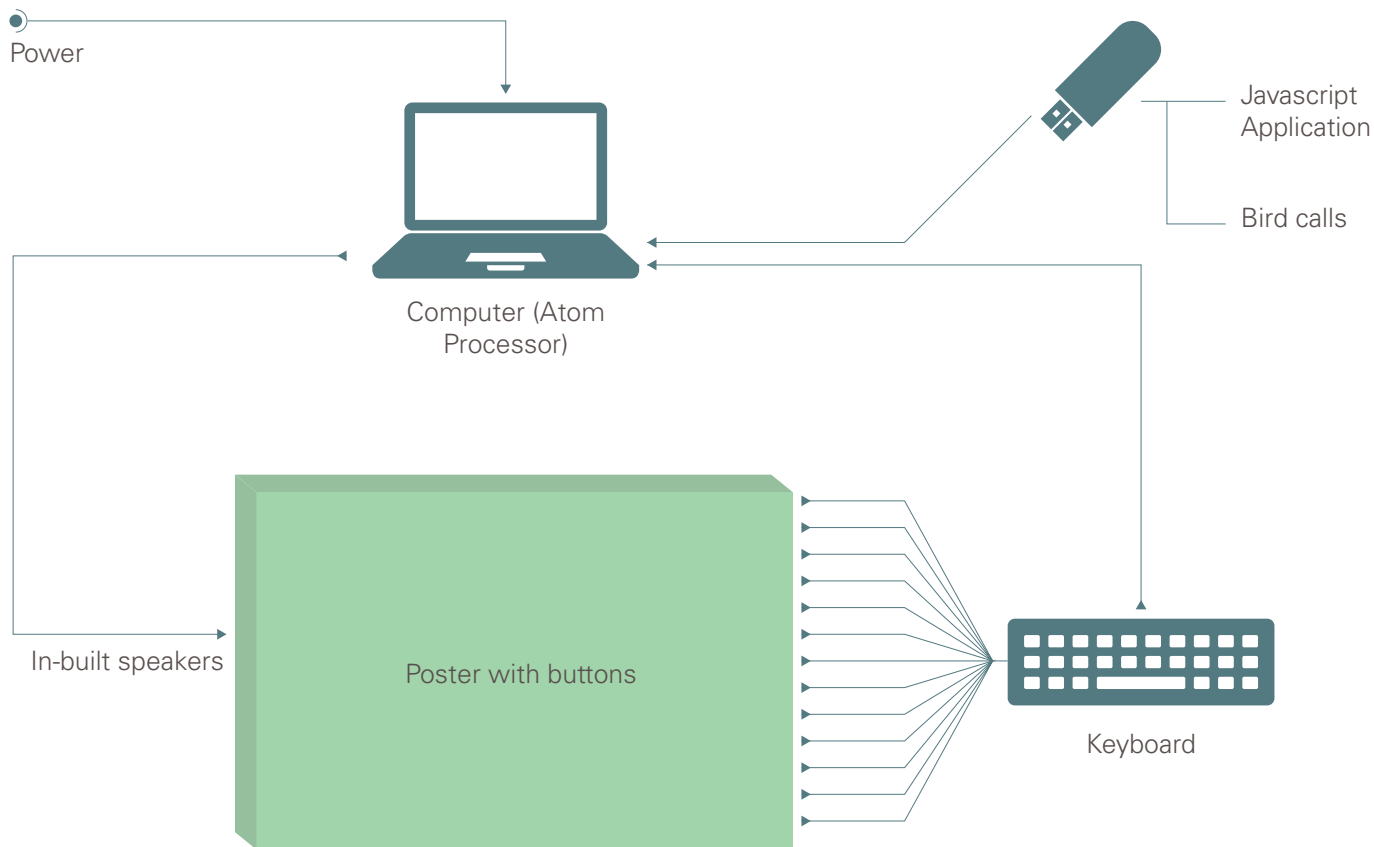 Power
Javascript
Application
Bird calls
Computer (Atom
Processor)
In-built speakers
Poster with buttons
Keyboard